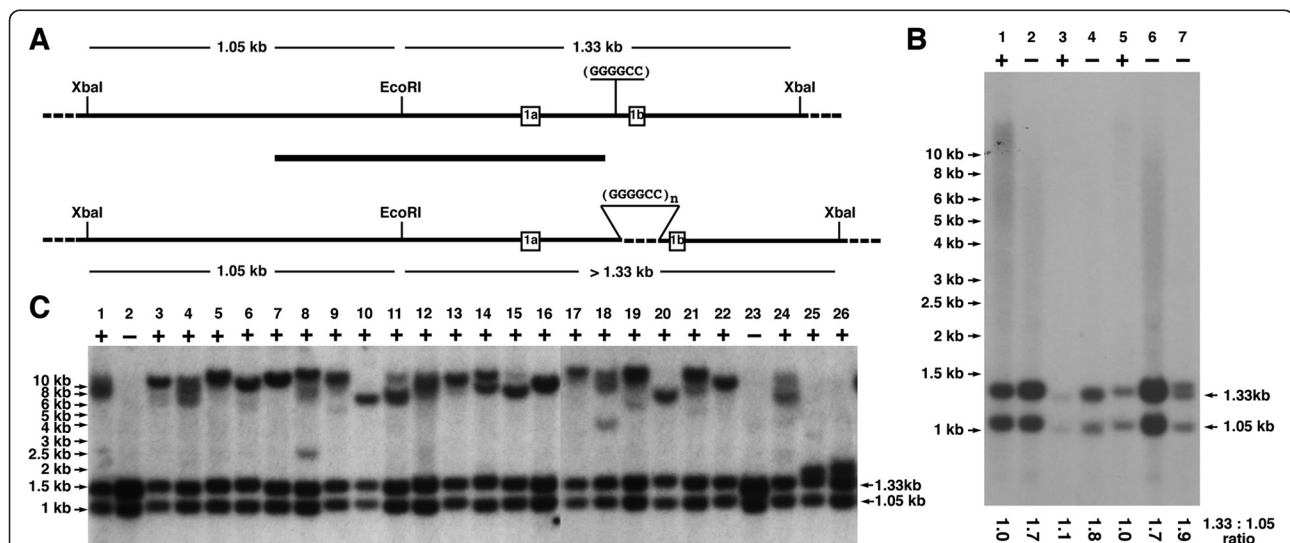 A
1.05 kb
1.33 kb
(GGGGCC)
XbaI
EcoRI
XbaI
1a
1b
(GGGGCC)n
XbaI
EcoRI
XbaI
1a
1b
1.05 kb
> 1.33 kb
B
1 2 3 4 5 6 7
+ − + − + − −
10 kb
8 kb
6 kb
5 kb
4 kb
3 kb
2.5 kb
2 kb
1.5 kb
1 kb
1.33kb
1.05 kb
1.0 1.7 1.1 1.8 1.0 1.7 1.9
1.33 : 1.05
ratio
C
1 2 3 4 5 6 7 8 9 10 11 12 13 14 15 16 17 18 19 20 21 22 23 24 25 26
+ − + + + + + + + + + + + + + + + + + + + + − + + +
10 kb
8 kb
6 kb
5 kb
4 kb
3 kb
2.5 kb
2 kb
1.5 kb
1 kb
1.33kb
1.05 kb